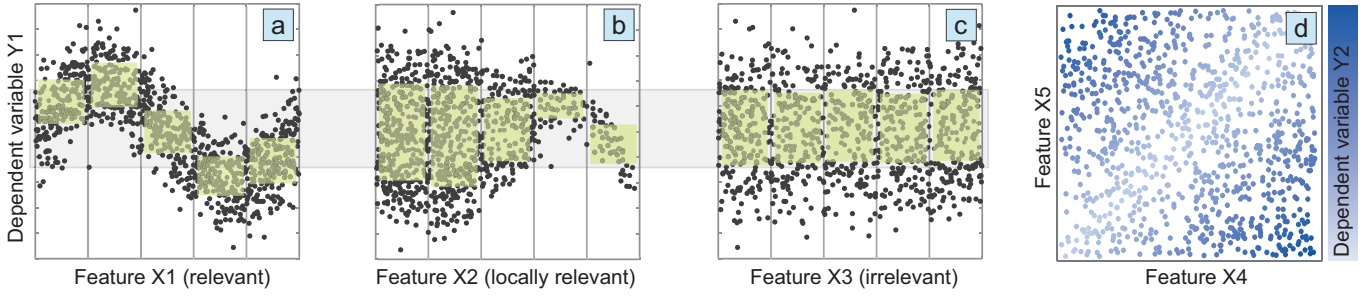 a
b
c
d
Dependent variable Y1
Feature X5
Dependent variable Y2
Feature X1 (relevant)
Feature X2 (locally relevant)
Feature X3 (irrelevant)
Feature X4